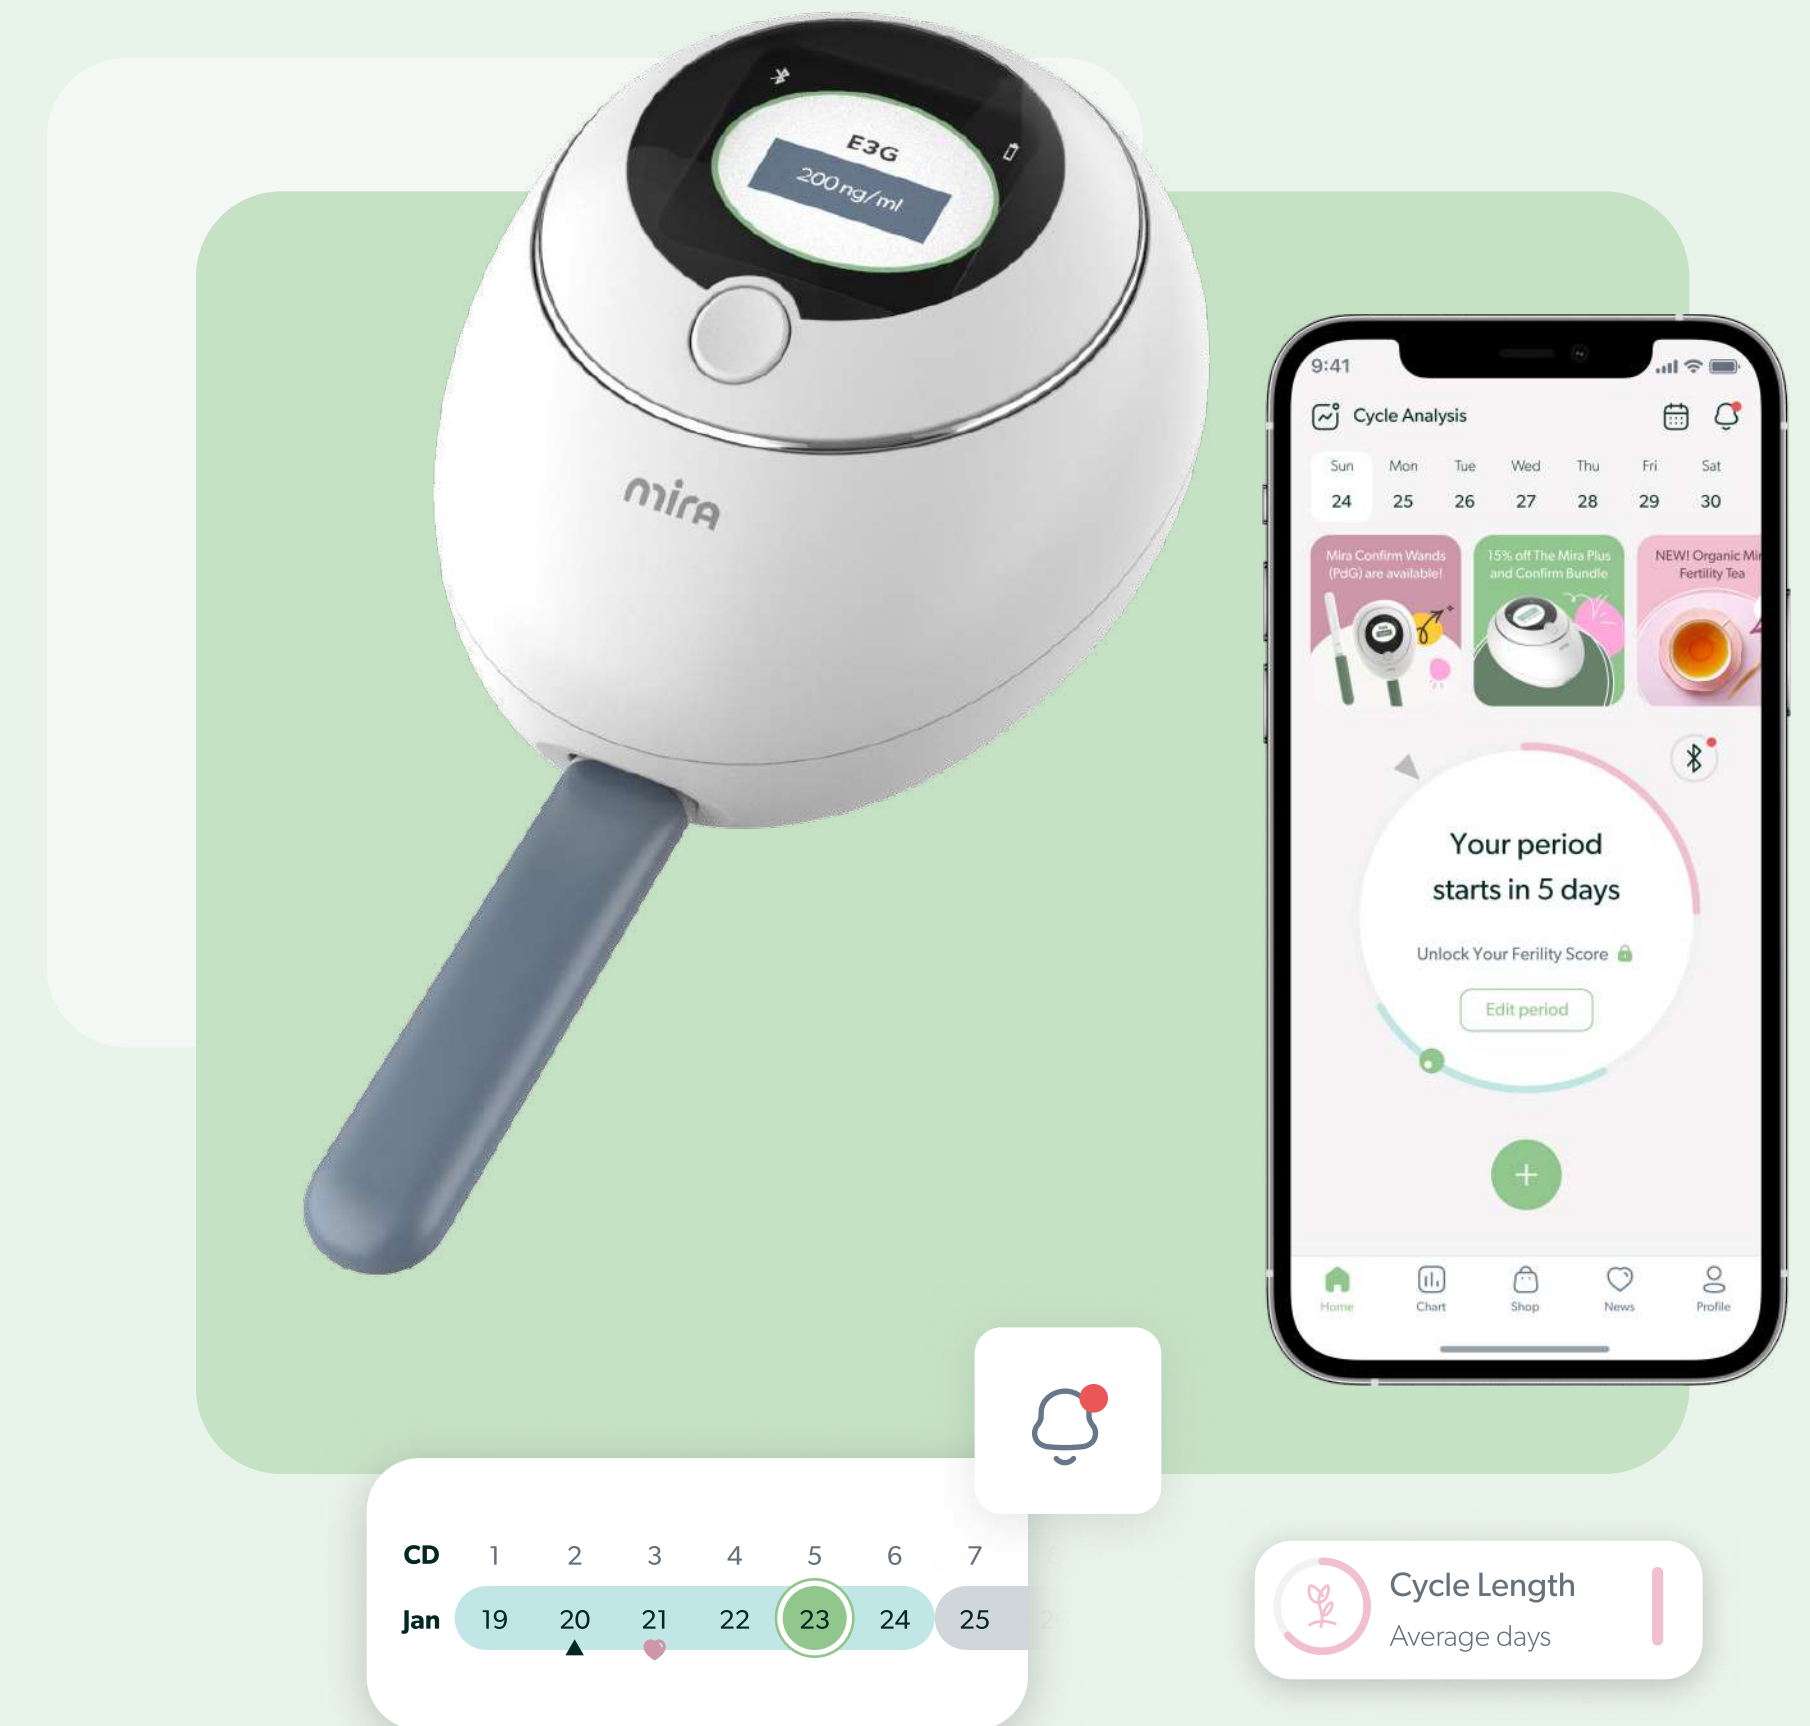 E3G
200 ng/ml
mira
9:41
Cycle Analysis
Sun Mon Tue Wed Thu Fri Sat
24 25 26 27 28 29 30
Mira Confirm Wands
(PdG) are available!
15% off The Mira Plus
and Confirm Bundle
NEW! Organic Mir
Fertility Tea
Your period
starts in 5 days
Unlock Your Ferility Score
Edit period
Home Chart Shop News Profile
CD 1 2 3 4 5 6 7
Jan 19 20 21 22 23 24 25
Cycle Length
Average days